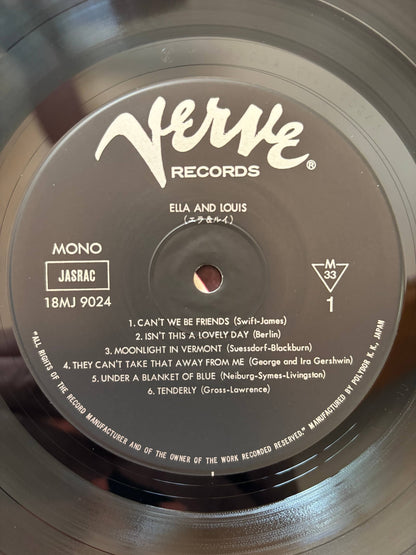 Verve
RECORDS®
ELLA AND LOUIS
(エラ&ルイ)
MONO
JASRAC
18MJ 9024
M
33
1
1. CAN'T WE BE FRIENDS (Swift-James)
2. ISN'T THIS A LOVELY DAY (Berlin)
3. MOONLIGHT IN VERMONT (Suessdorf-Blackburn)
4. THEY CAN'T TAKE THAT AWAY FROM ME (George and Ira Gershwin)
5. UNDER A BLANKET OF BLUE (Neiburg-Symes-Livingston)
6. TENDERLY (Gross-Lawrence)
"ALL RIGHTS OF THE RECORD MANUFACTURER AND OF THE OWNER OF THE WORK RECORDED RESERVED." MANUFACTURED BY POLYDOR K. K., JAPAN